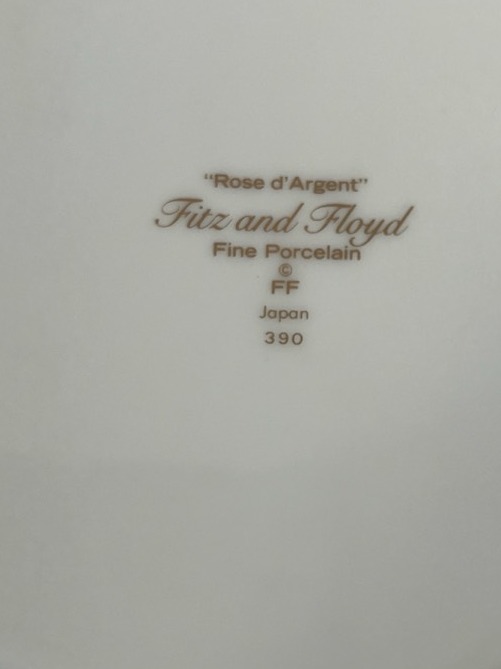 "Rose d'Argent"
Fitz and Floyd
Fine Porcelain
©
FF
Japan
390